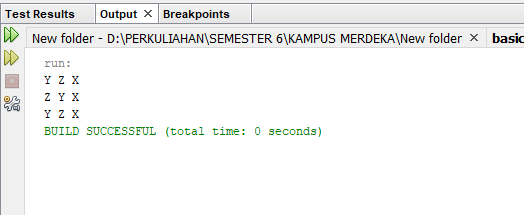 Test Results Output × Breakpoints
New folder - D:\PERKULIAHAN\SEMESTER 6\KAMPUS MERDEKA\New folder × basic
run:
Y Z X
Z Y X
Y Z X
BUILD SUCCESSFUL (total time: 0 seconds)